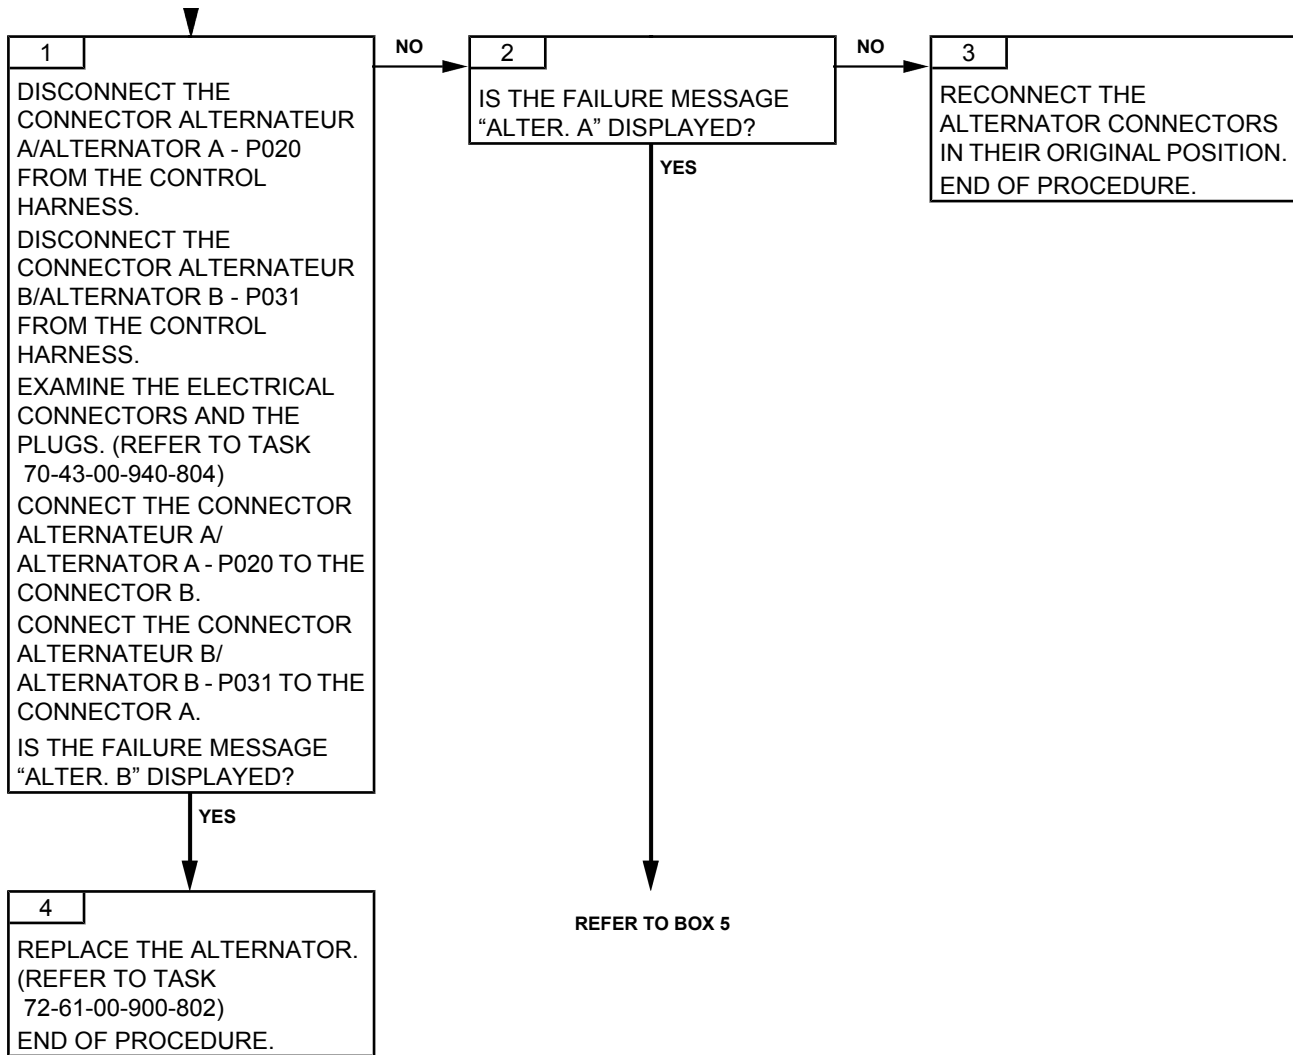 1
DISCONNECT THE
CONNECTOR ALTERNATEUR
A/ALTERNATOR A - P020
FROM THE CONTROL
HARNESS.
DISCONNECT THE
CONNECTOR ALTERNATEUR
B/ALTERNATOR B - P031
FROM THE CONTROL
HARNESS.
EXAMINE THE ELECTRICAL
CONNECTORS AND THE
PLUGS. (REFER TO TASK
70-43-00-940-804)
CONNECT THE CONNECTOR
ALTERNATEUR A/
ALTERNATOR A - P020 TO THE
CONNECTOR B.
CONNECT THE CONNECTOR
ALTERNATEUR B/
ALTERNATOR B - P031 TO THE
CONNECTOR A.
IS THE FAILURE MESSAGE
“ALTER. B” DISPLAYED?
NO
2
IS THE FAILURE MESSAGE
“ALTER. A” DISPLAYED?
NO
3
RECONNECT THE
ALTERNATOR CONNECTORS
IN THEIR ORIGINAL POSITION.
END OF PROCEDURE.
YES
YES
4
REPLACE THE ALTERNATOR.
(REFER TO TASK
72-61-00-900-802)
END OF PROCEDURE.
REFER TO BOX 5